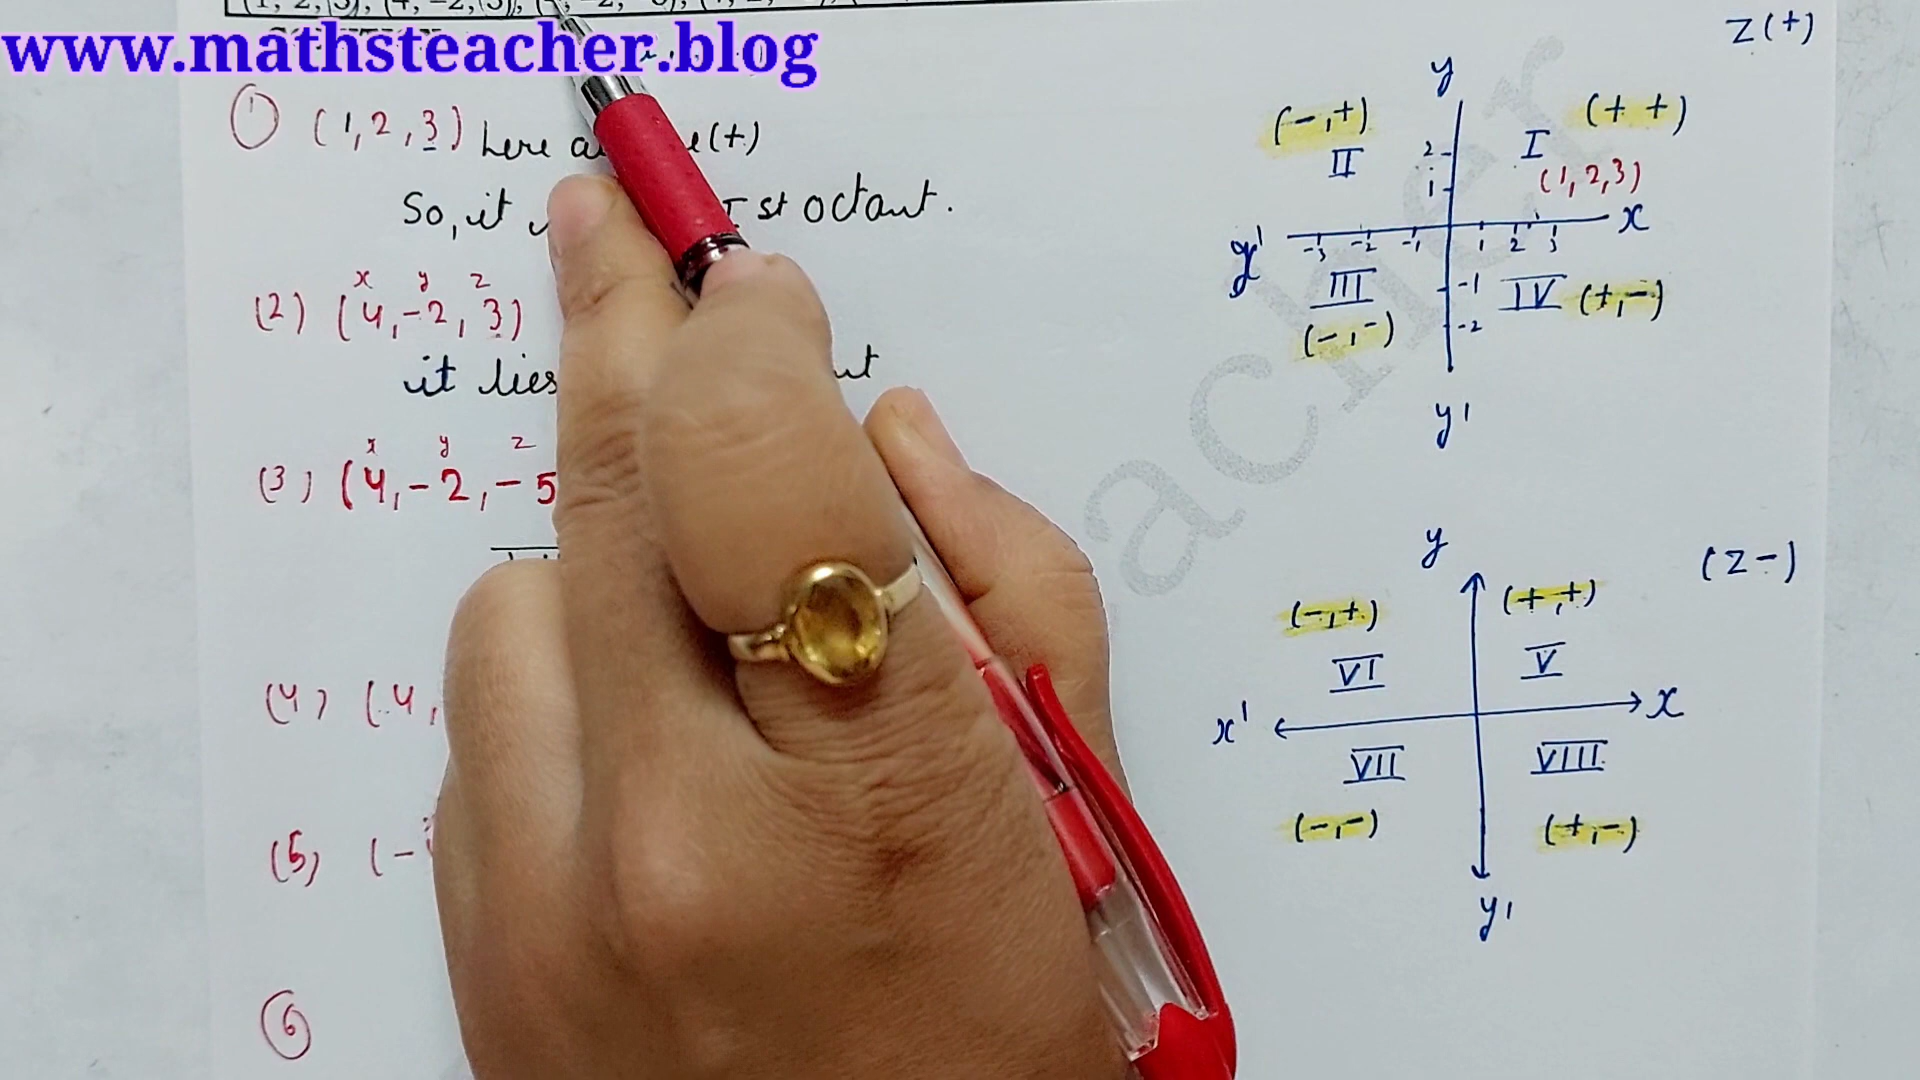 www.mathsteacher.blog
(1) (1, 2, 3) here (+)
So, it I st octant.
(2) (4, -2, 3)
x y z
it lies
(3) (4, -2, -5
x y z
(4) (4,
(5) (-
6
z(+)
y
(-,+) II
I (+ +)
(1, 2, 3)
2
1
x
-3 -2 -1 1 2 3
III
(-,-)
-1
-2
IV (+,-)
y'
(z-)
y
(-,+)
VI
(+,+)
V
x' x
VII
(-,-)
VIII
(+,-)
y'